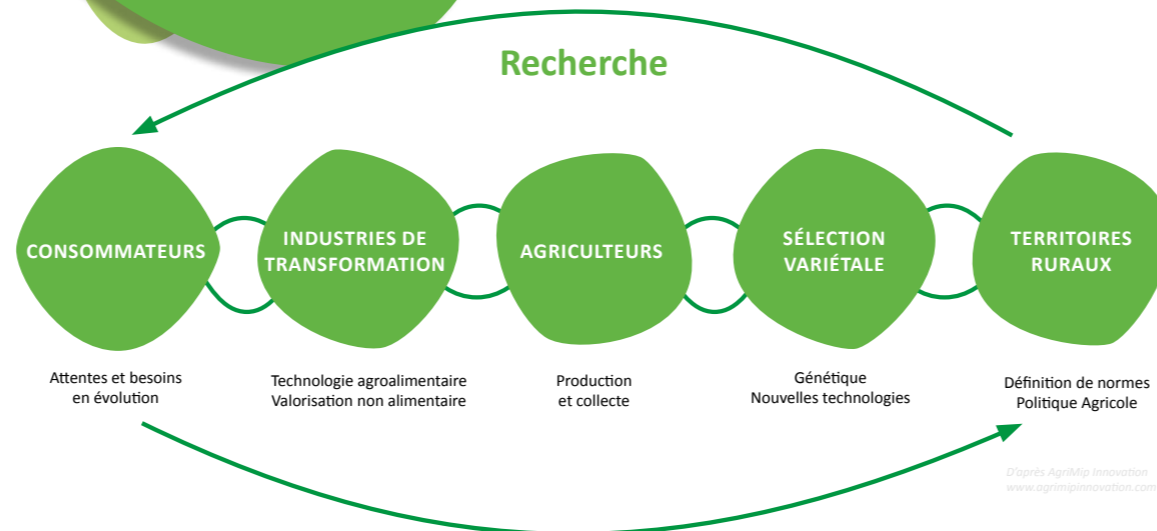 Recherche
CONSOMMATEURS
INDUSTRIES DE
TRANSFORMATION
AGRICULTEURS
SÉLECTION
VARIÉTALE
TERRITOIRES
RURAUX
Attentes et besoins
en évolution
Technologie agroalimentaire
Valorisation non alimentaire
Production
et collecte
Génétique
Nouvelles technologies
Définition de normes
Politique Agricole
D'après AgriMip Innovation
www.agrimipinnovation.com